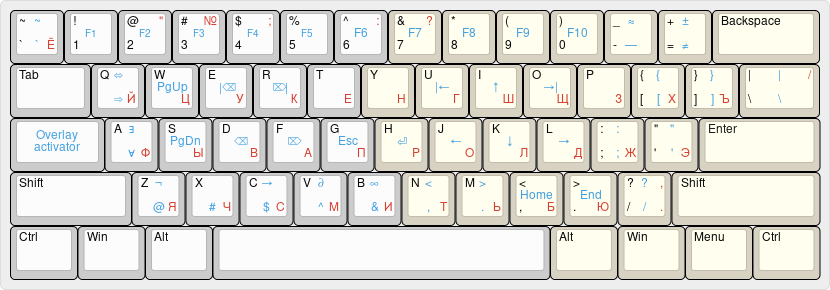 ~ ~ ! @ " # № $ ; % ^ : & ? * ( ) _ ≈ + ± Backspace
F1 F2 F3 F4 F5 F6 F7 F8 F9 F10
` ` Ё 1 2 3 4 5 6 7 8 9 0 - — = ≠
Tab Q ⬄ W E |⌫ R ⌦| T Y U |← I ↑ O →| P { { } } | | /
PgUp
⇒ Й Ц У К Е Н Г Ш Щ З [ [ Х ] ] Ъ \ \
Overlay A ∃ S D F G H J K L : : " " Enter
activator PgDn ⌫ ⌦ Esc ⏎ ← ↓ →
∀ Ф Ы В А П Р О Л Д ; ; Ж ' ' Э
Shift Z ¬ X C → V ∂ B ∞ N < M > < > ? ? , Shift
Home End
@ Я # Ч $ С ^ М & И , Т . Ь , Б . Ю / / .
Ctrl Win Alt Alt Win Menu Ctrl